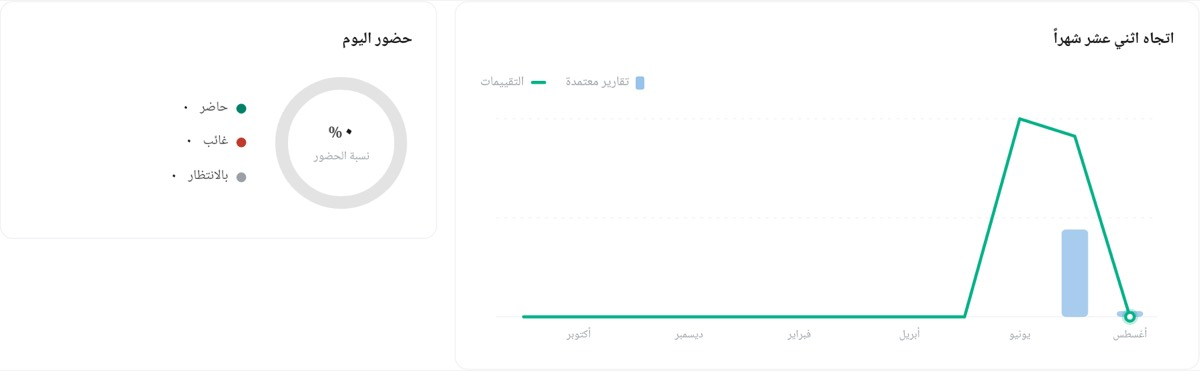 اتجاه اثني عشر شهراً
تقارير معتمدة
التقييمات
أغسطس
يونيو
أبريل
فبراير
ديسمبر
أكتوبر
حضور اليوم
٠%
نسبة الحضور
حاضر ٠
غائب ٠
بالانتظار ٠